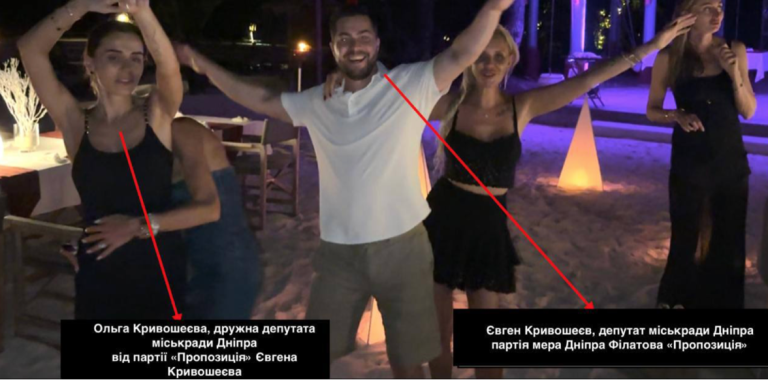 Ольга Кривошеєва, дружна депутата
міськради Дніпра
від партії «Пропозиція» Євгена
Кривошеєва
Євген Кривошеєв, депутат міськради Дніпра
партія мера Дніпра Філатова «Пропозиція»